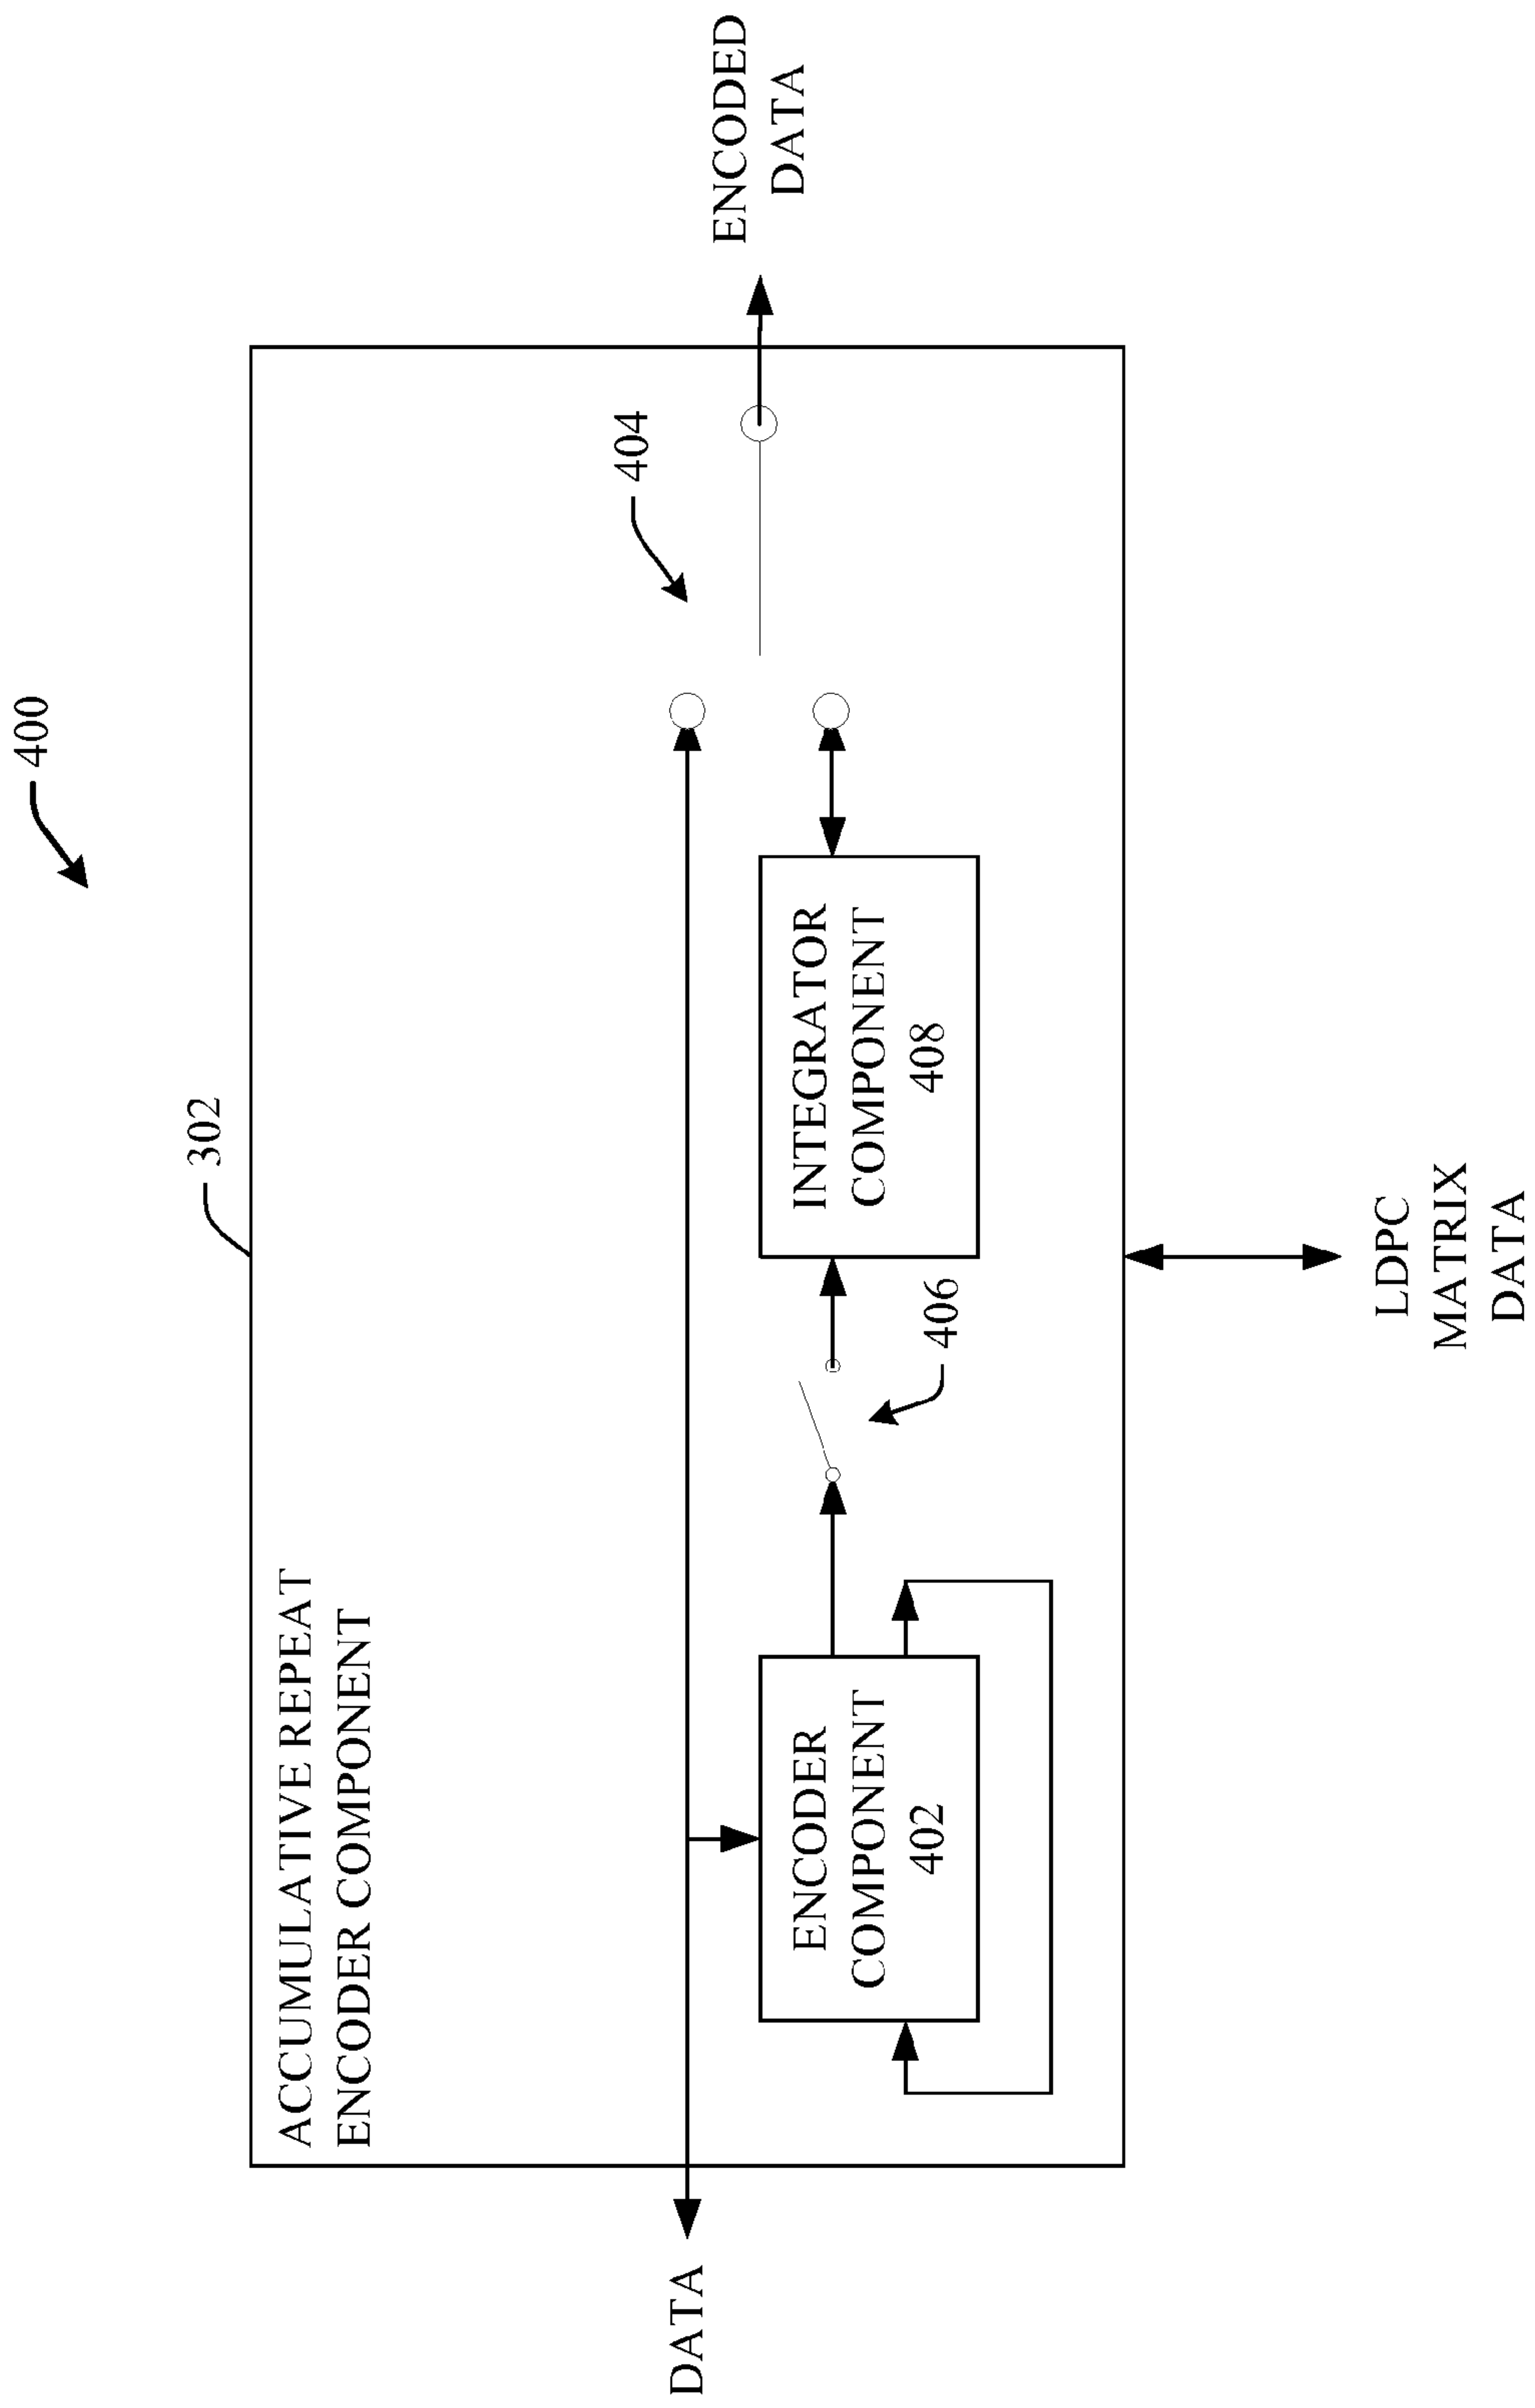 400
302
ACCUMULATIVE REPEAT
ENCODER COMPONENT
404
DATA
ENCODED
DATA
ENCODER
COMPONENT
402
406
INTEGRATOR
COMPONENT
408
LDPC
MATRIX
DATA